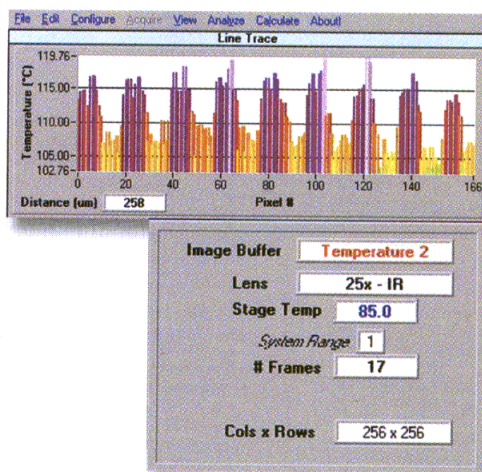 File Edit Configure Acquire View Analyze Calculate About!
Line Trace
Temperature (°C)
119.76
115.00
110.00
105.00
102.76
0 20 40 60 80 100 120 140 166
Distance (um) 258 Pixel #
Image Buffer Temperature 2
Lens 25x - IR
Stage Temp 85.0
System Range 1
# Frames 17
Cols x Rows 256 x 256